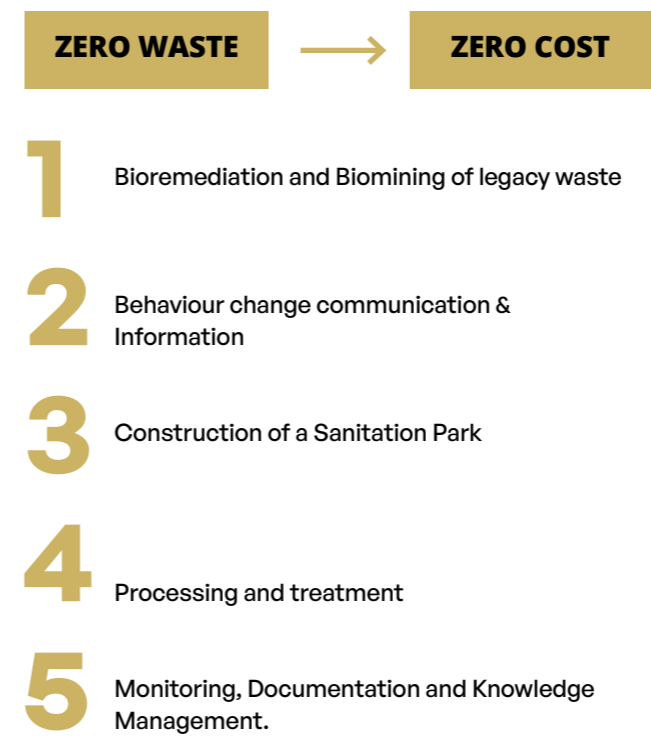 ZERO WASTE → ZERO COST
1 Bioremediation and Biomining of legacy waste
2 Behaviour change communication &
Information
3 Construction of a Sanitation Park
4 Processing and treatment
5 Monitoring, Documentation and Knowledge
Management.